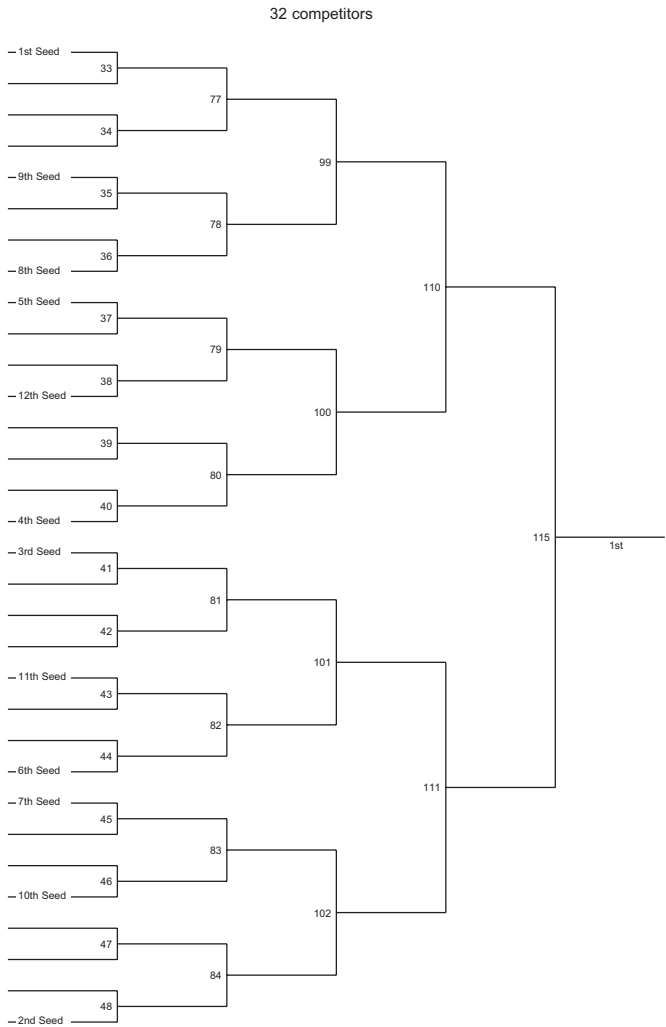 32 competitors
1st Seed
33
77
34
99
9th Seed
35
78
36
8th Seed
110
5th Seed
37
79
38
12th Seed
100
39
80
40
4th Seed
115
1st
3rd Seed
41
81
42
101
11th Seed
43
82
44
6th Seed
111
7th Seed
45
83
46
10th Seed
102
47
84
48
2nd Seed